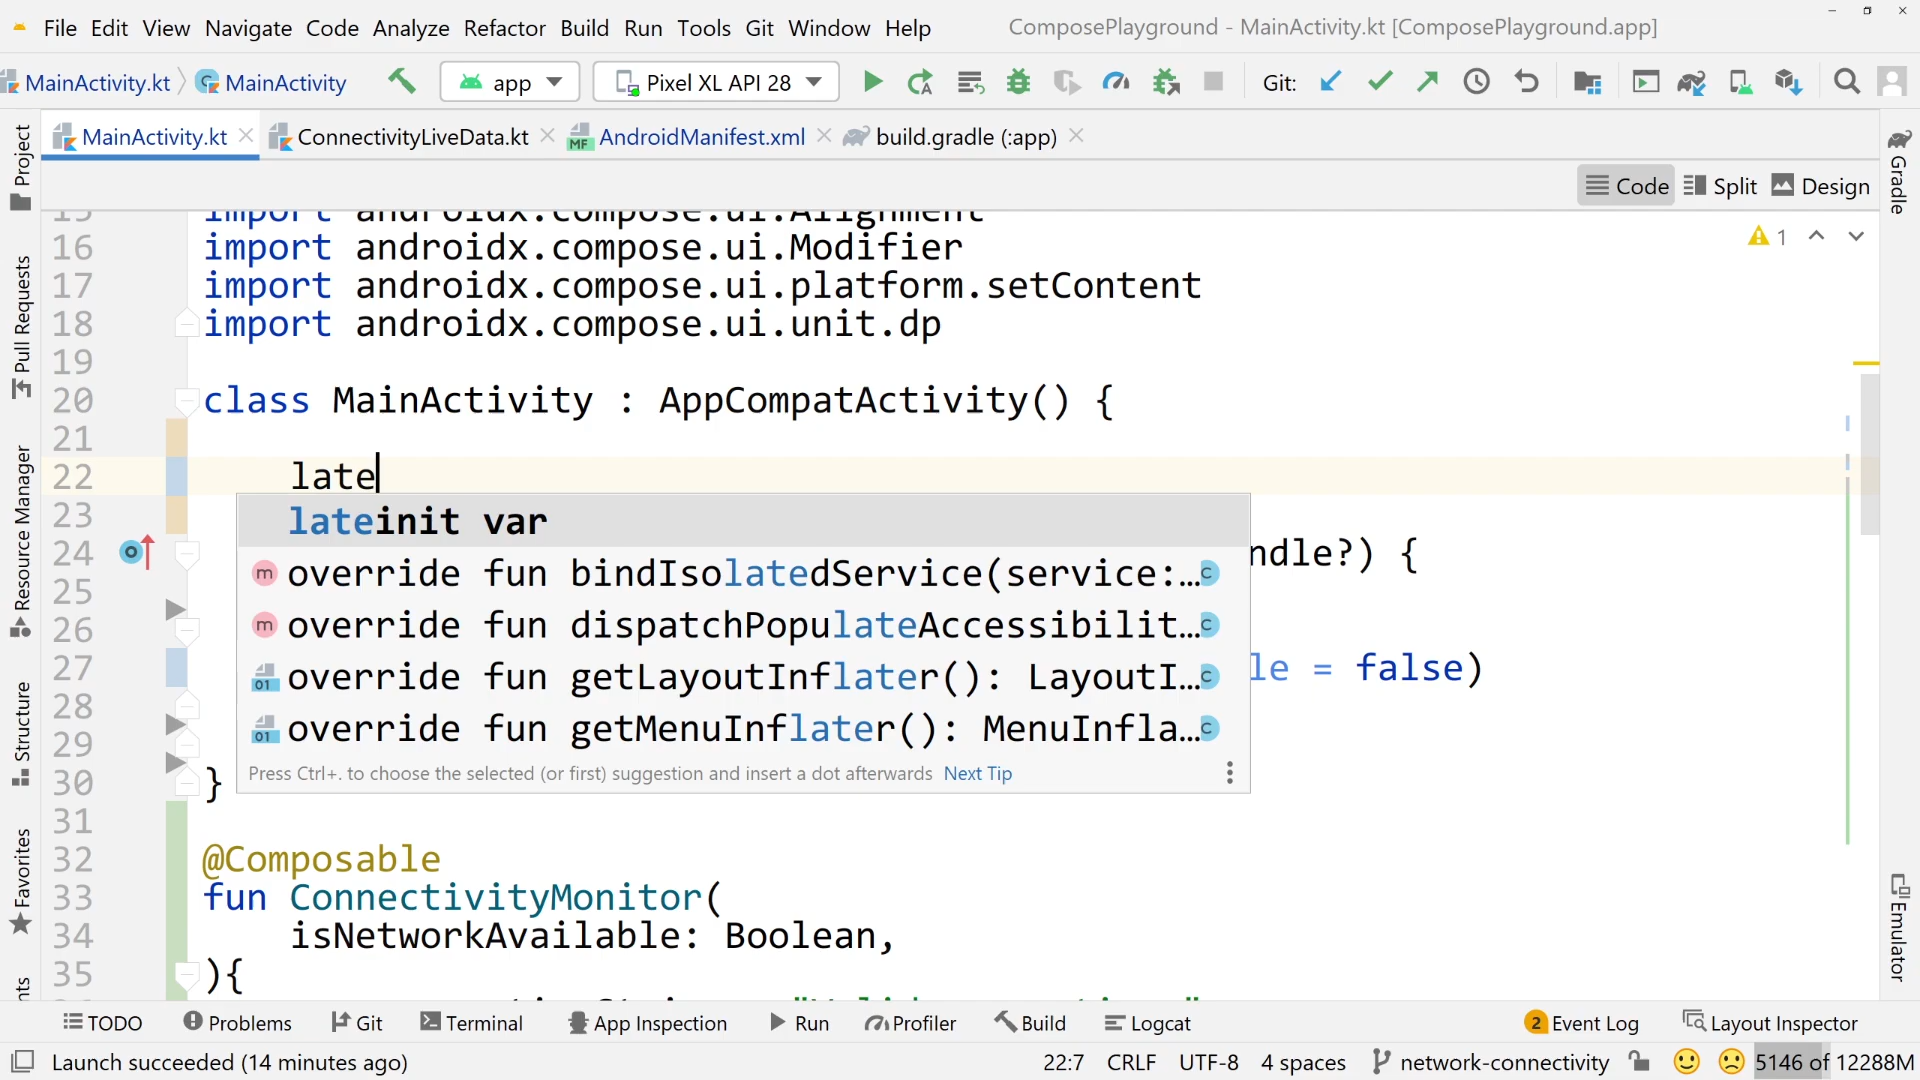 File Edit View Navigate Code Analyze Refactor Build Run Tools Git Window Help ComposePlayground - MainActivity.kt [ComposePlayground.app]
MainActivity.kt MainActivity app Pixel XL API 28 Git:
MainActivity.kt ConnectivityLiveData.kt AndroidManifest.xml build.gradle (:app)
Code Split Design
15 import androidx.compose.ui.Alignment
16 import androidx.compose.ui.Modifier
1
17 import androidx.compose.ui.platform.setContent
18 import androidx.compose.ui.unit.dp
19
20 class MainActivity : AppCompatActivity() {
21
22 late
23 lateinit var
24 ndle?) {
override fun bindIsolatedService(service:…
25
override fun dispatchPopulateAccessibilit…
26
27 le = false)
override fun getLayoutInflater(): LayoutI…
28
override fun getMenuInflater(): MenuInfla…
29
Press Ctrl+. to choose the selected (or first) suggestion and insert a dot afterwards Next Tip
30 }
31
32 @Composable
33 fun ConnectivityMonitor(
34 isNetworkAvailable: Boolean,
35 ){
Project
Pull Requests
Resource Manager
Structure
Favorites
nts
Gradle
Emulator
TODO Problems Git Terminal App Inspection Run Profiler Build Logcat 2 Event Log Layout Inspector
Launch succeeded (14 minutes ago) 22:7 CRLF UTF-8 4 spaces network-connectivity 5146 of 12288M